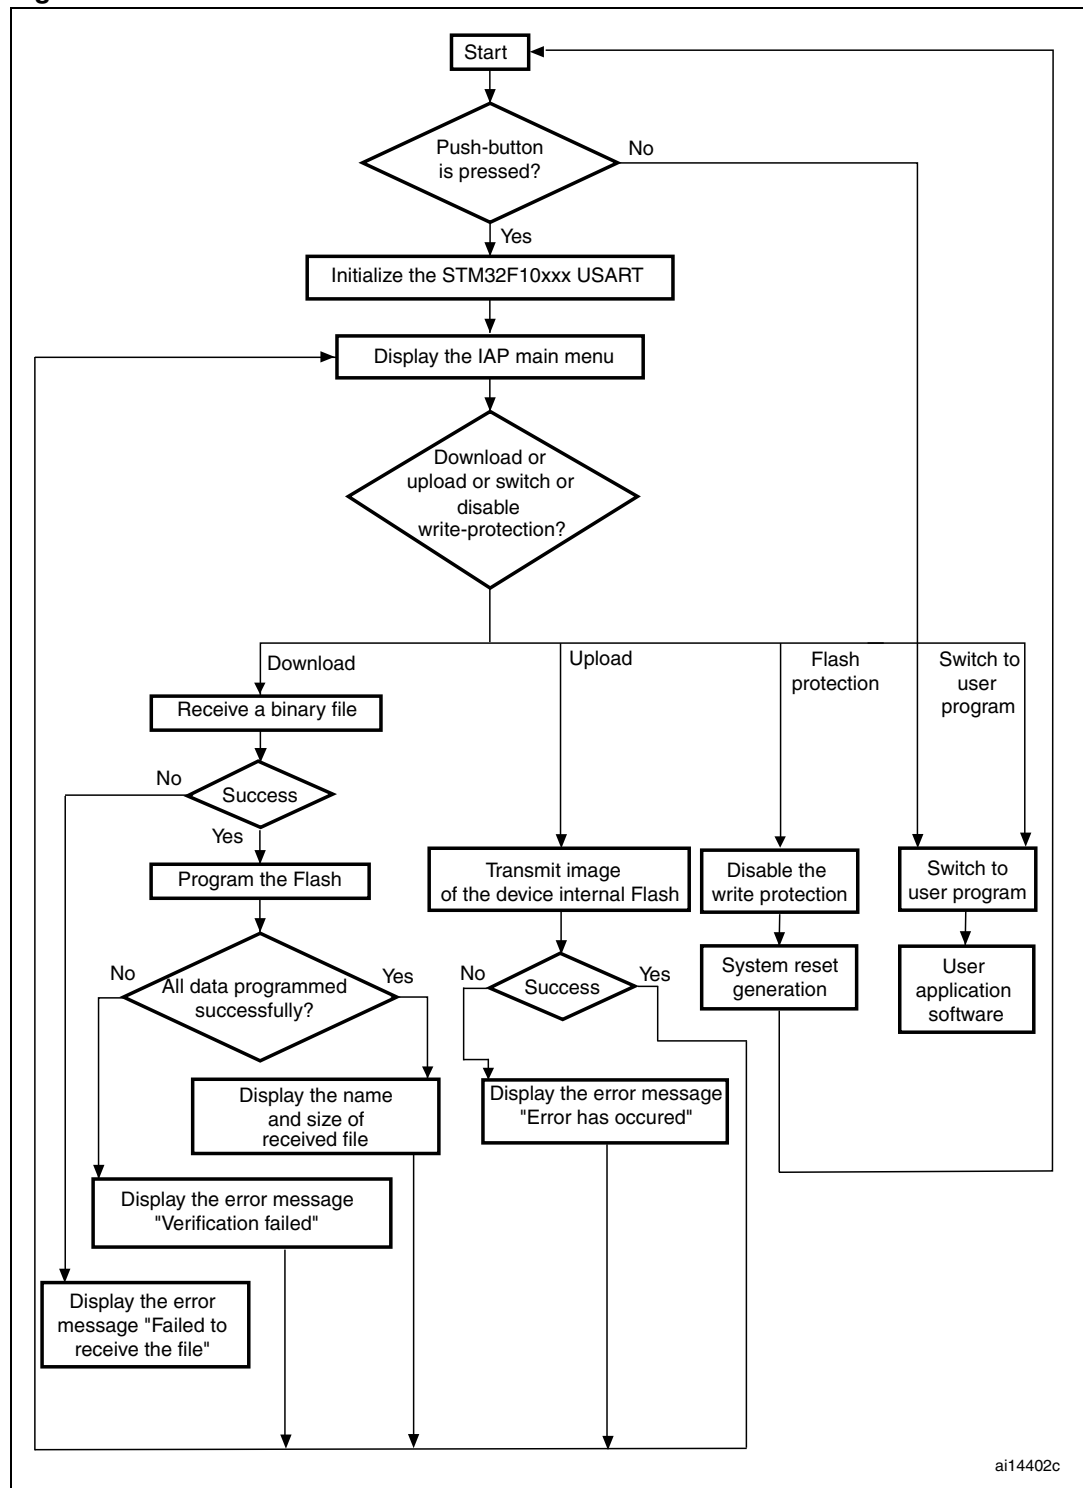 Start
Push-button
is pressed?
No
Yes
Initialize the STM32F10xxx USART
Display the IAP main menu
Download or
upload or switch or
disable
write-protection?
Download
Upload
Flash
protection
Switch to
user
program
Receive a binary file
No
Success
Yes
Program the Flash
No
Yes
All data programmed
successfully?
Display the name
and size of
received file
Display the error message
"Verification failed"
Display the error
message "Failed to
receive the file"
Transmit image
of the device internal Flash
No
Yes
Success
Display the error message
"Error has occured"
Disable the
write protection
System reset
generation
Switch to
user program
User
application
software
ai14402c